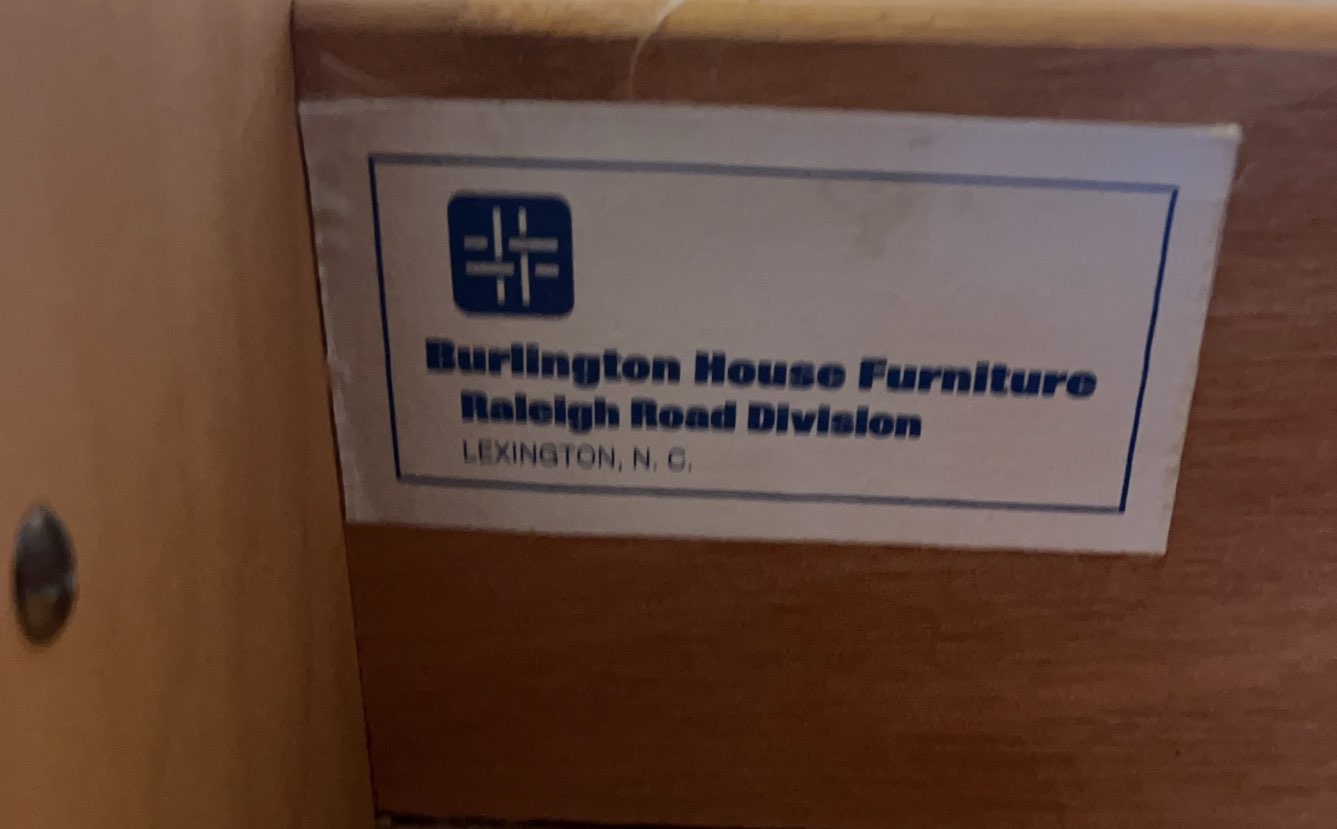 Burlington House Furniture
Raleigh Road Division
LEXINGTON, N. C.